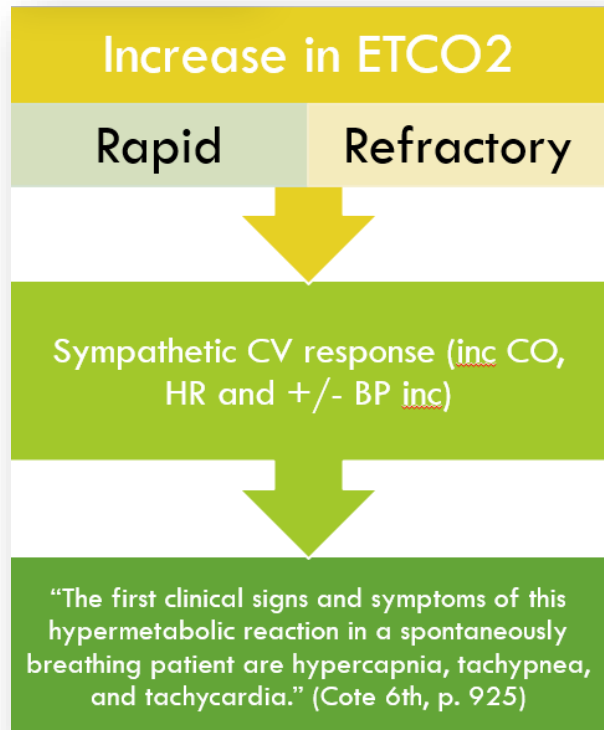 Increase in ETCO2
Rapid
Refractory
Sympathetic CV response (inc CO,
HR and +/- BP inc)
“The first clinical signs and symptoms of this
hypermetabolic reaction in a spontaneously
breathing patient are hypercapnia, tachypnea,
and tachycardia.” (Cote 6th, p. 925)